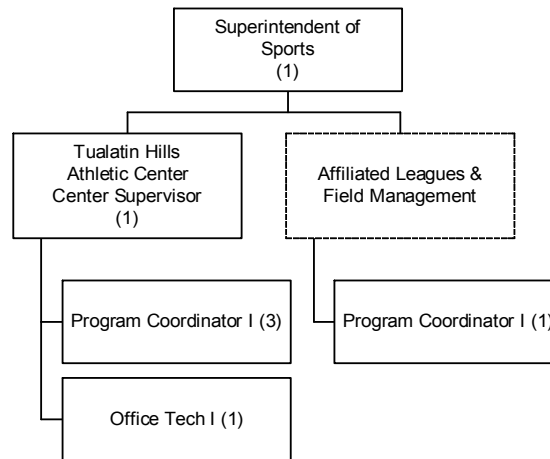 Superintendent of
Sports
(1)
Tualatin Hills
Athletic Center
Center Supervisor
(1)
Affiliated Leagues &
Field Management
Program Coordinator I (3)
Program Coordinator I (1)
Office Tech I (1)